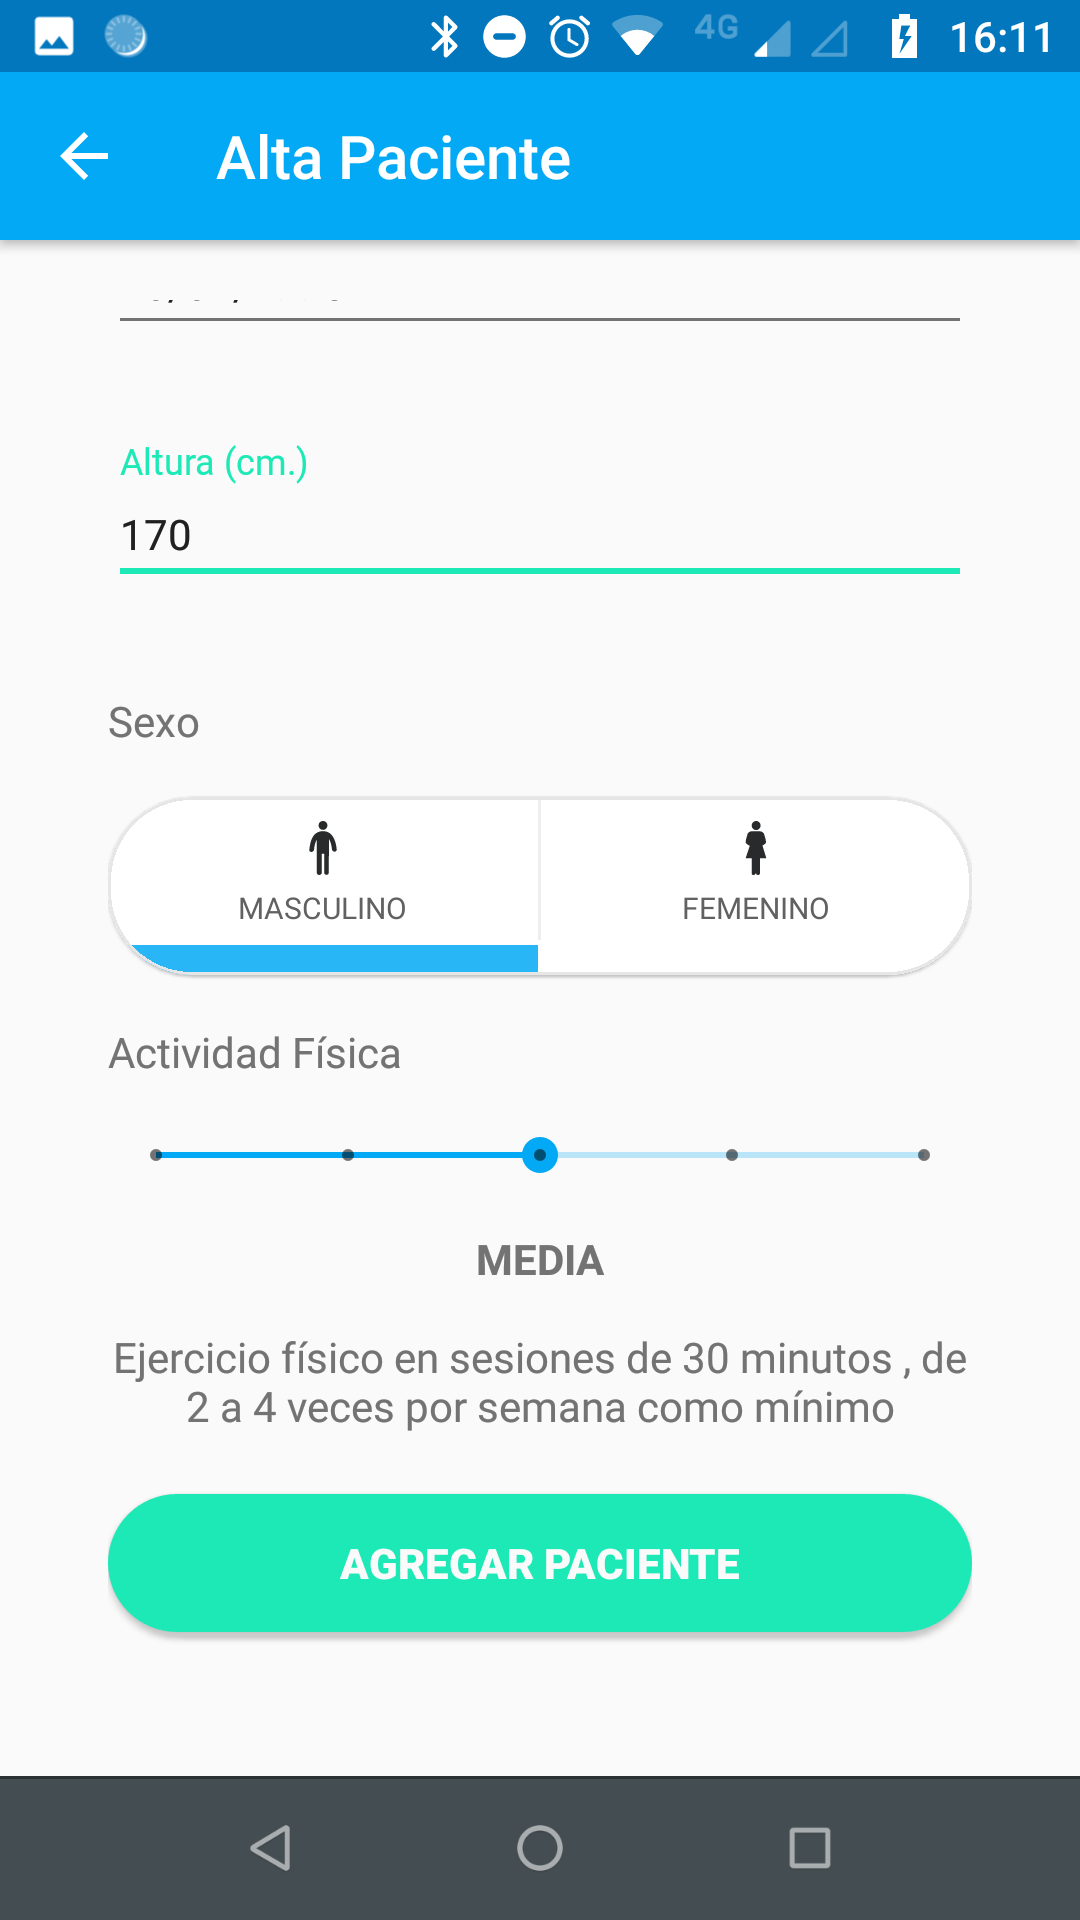 4G
16:11
Alta Paciente
Altura (cm.)
170
Sexo
MASCULINO
FEMENINO
Actividad Física
MEDIA
Ejercicio físico en sesiones de 30 minutos , de
2 a 4 veces por semana como mínimo
AGREGAR PACIENTE